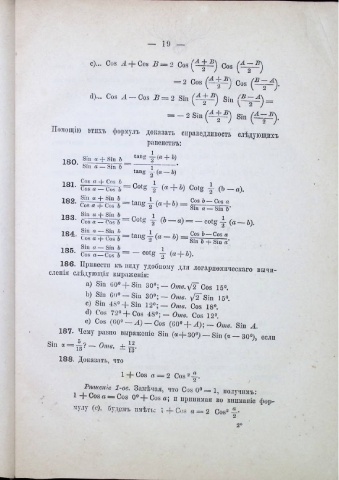 — 19 —
c)... Cos A + Cos B = 2 Cos (A + B / 2) Cos (A — B / 2)
= 2 Cos (A + B / 2) Cos (B — A / 2).
d)... Cos A — Cos B = 2 Sin (A + B / 2) Sin (B — A / 2) =
= — 2 Sin (A + B / 2) Sin (A — B / 2).
Помощію этихъ формулъ доказать справедливость слѣдующихъ
равенствъ:
180. Sin a + Sin b / Sin a — Sin b = tang 1/2 (a + b) / tang 1/2 (a — b).
181. Cos a + Cos b / Cos a — Cos b = Cotg 1/2 (a + b) Cotg 1/2 (b — a).
182. Sin a + Sin b / Cos a + Cos b = tang 1/2 (a + b) = Cos b — Cos a / Sin a — Sin b.
183. Sin a + Sin b / Cos a — Cos b = Cotg 1/2 (b — a) = — cotg 1/2 (a — b).
184. Sin a — Sin b / Cos a + Cos b = tang 1/2 (a — b) = Cos b — Cos a / Sin b + Sin a.
185. Sin a — Sin b / Cos a — Cos b = — cotg 1/2 (a + b).
186. Привести къ виду удобному для логариѳмическаго вычи-
сленія слѣдующія выраженія:
a) Sin 60° + Sin 30°; — Отв. √2 Cos 15°.
b) Sin 60° — Sin 30°; — Отв. √2 Sin 15°.
c) Sin 48° + Sin 12°; — Отв. Cos 18°.
d) Cos 72° + Cos 48°; — Отв. Cos 12°.
e) Cos (60° — A) — Cos (60° + A); — Отв. Sin A.
187. Чему равно выраженіе Sin (a + 30°) — Sin (a — 30°), если
Sin a = 5/13? — Отв. ± 12/13.
188. Доказать, что
1 + Cos a = 2 Cos² a/2.
Рѣшеніе 1-ое. Замѣчая, что Cos 0° = 1, получимъ:
1 + Cos a = Cos 0° + Cos a; и принимая во вниманіе фор-
мулу (c), будемъ имѣть: 1 + Cos a = 2 Cos² a/2.
2*